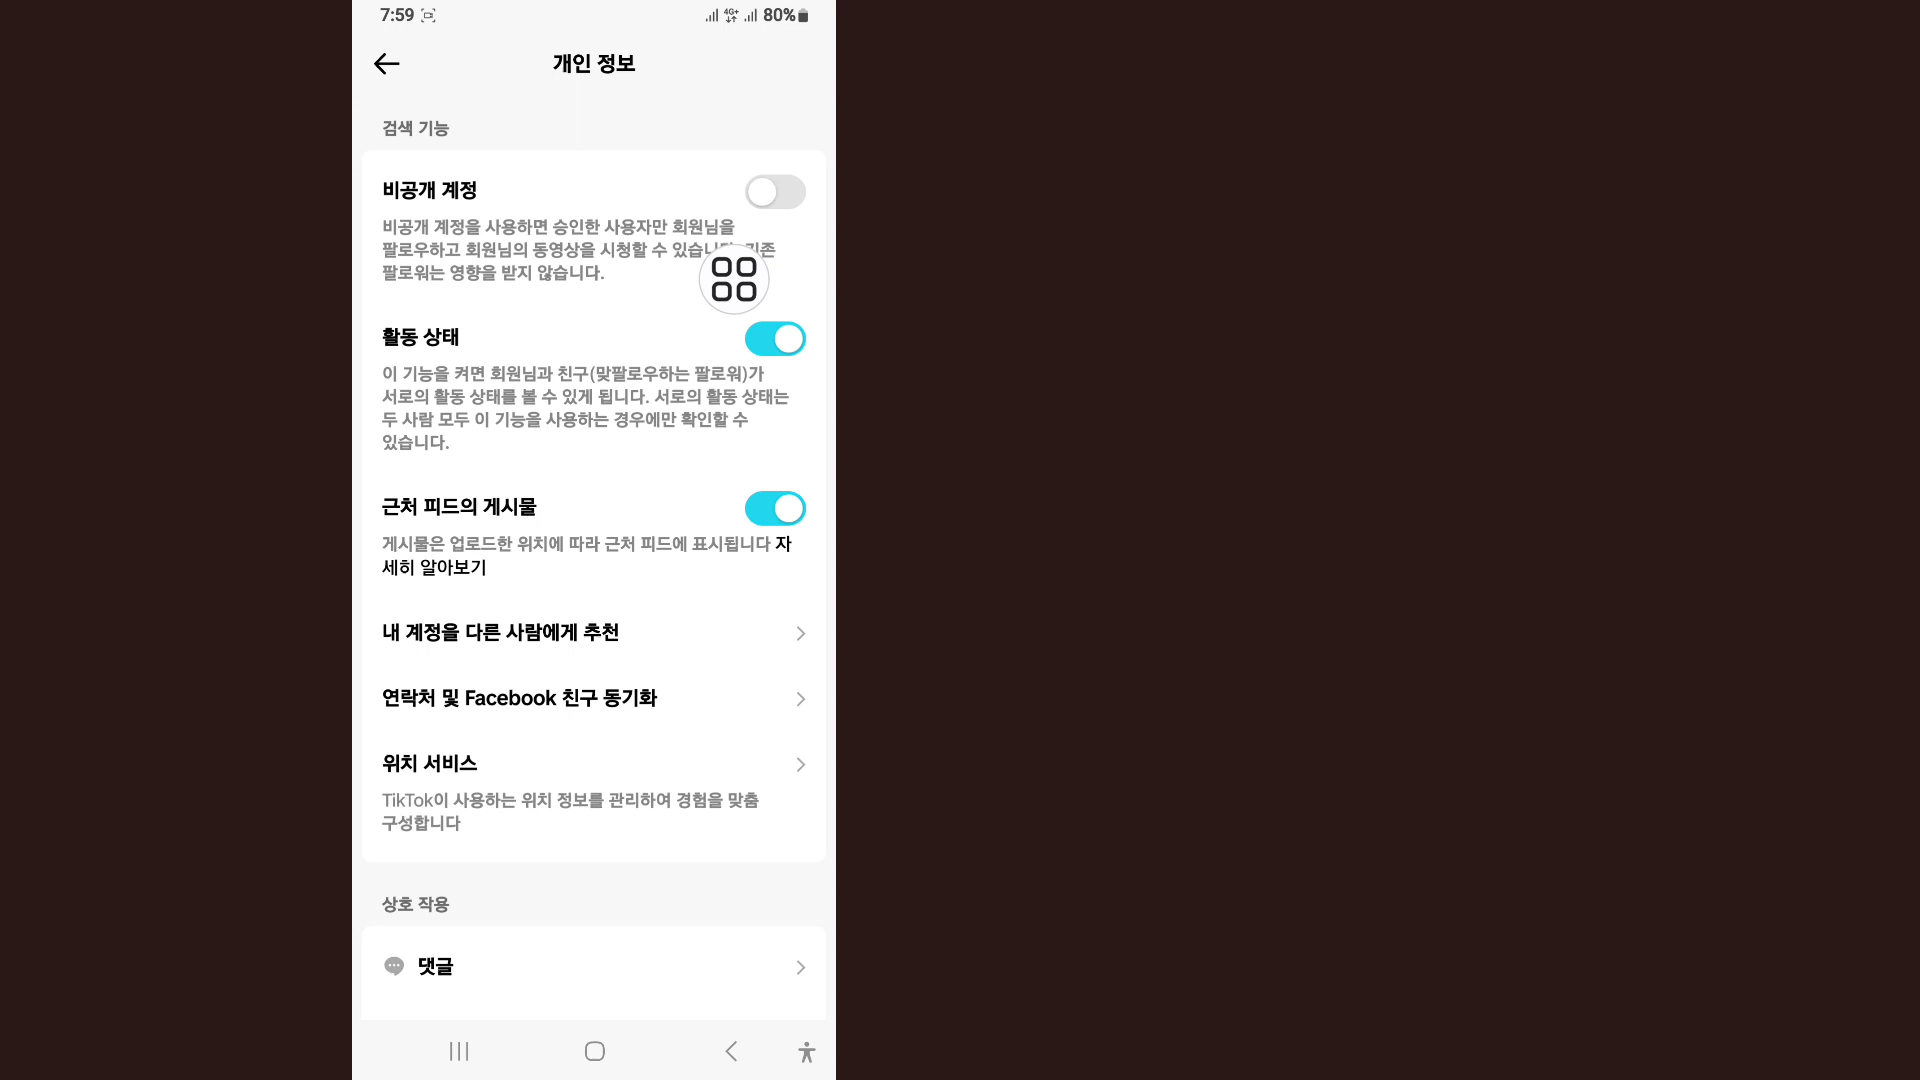 7:59
4G+
80%
개인 정보
검색 기능
비공개 계정
비공개 계정을 사용하면 승인한 사용자만 회원님을
팔로우하고 회원님의 동영상을 시청할 수
팔로워는 영향을 받지 않습니다.
활동 상태
이 기능을 켜면 회원님과 친구(맞팔로우하는 팔로워)가
서로의 활동 상태를 볼 수 있게 됩니다. 서로의 활동 상태는
두 사람 모두 이 기능을 사용하는 경우에만 확인할 수
있습니다.
근처 피드의 게시물
게시물은 업로드한 위치에 따라 근처 피드에 표시됩니다 자
세히 알아보기
내 계정을 다른 사람에게 추천
연락처 및 Facebook 친구 동기화
위치 서비스
TikTok이 사용하는 위치 정보를 관리하여 경험을 맞춤
구성합니다
상호 작용
댓글